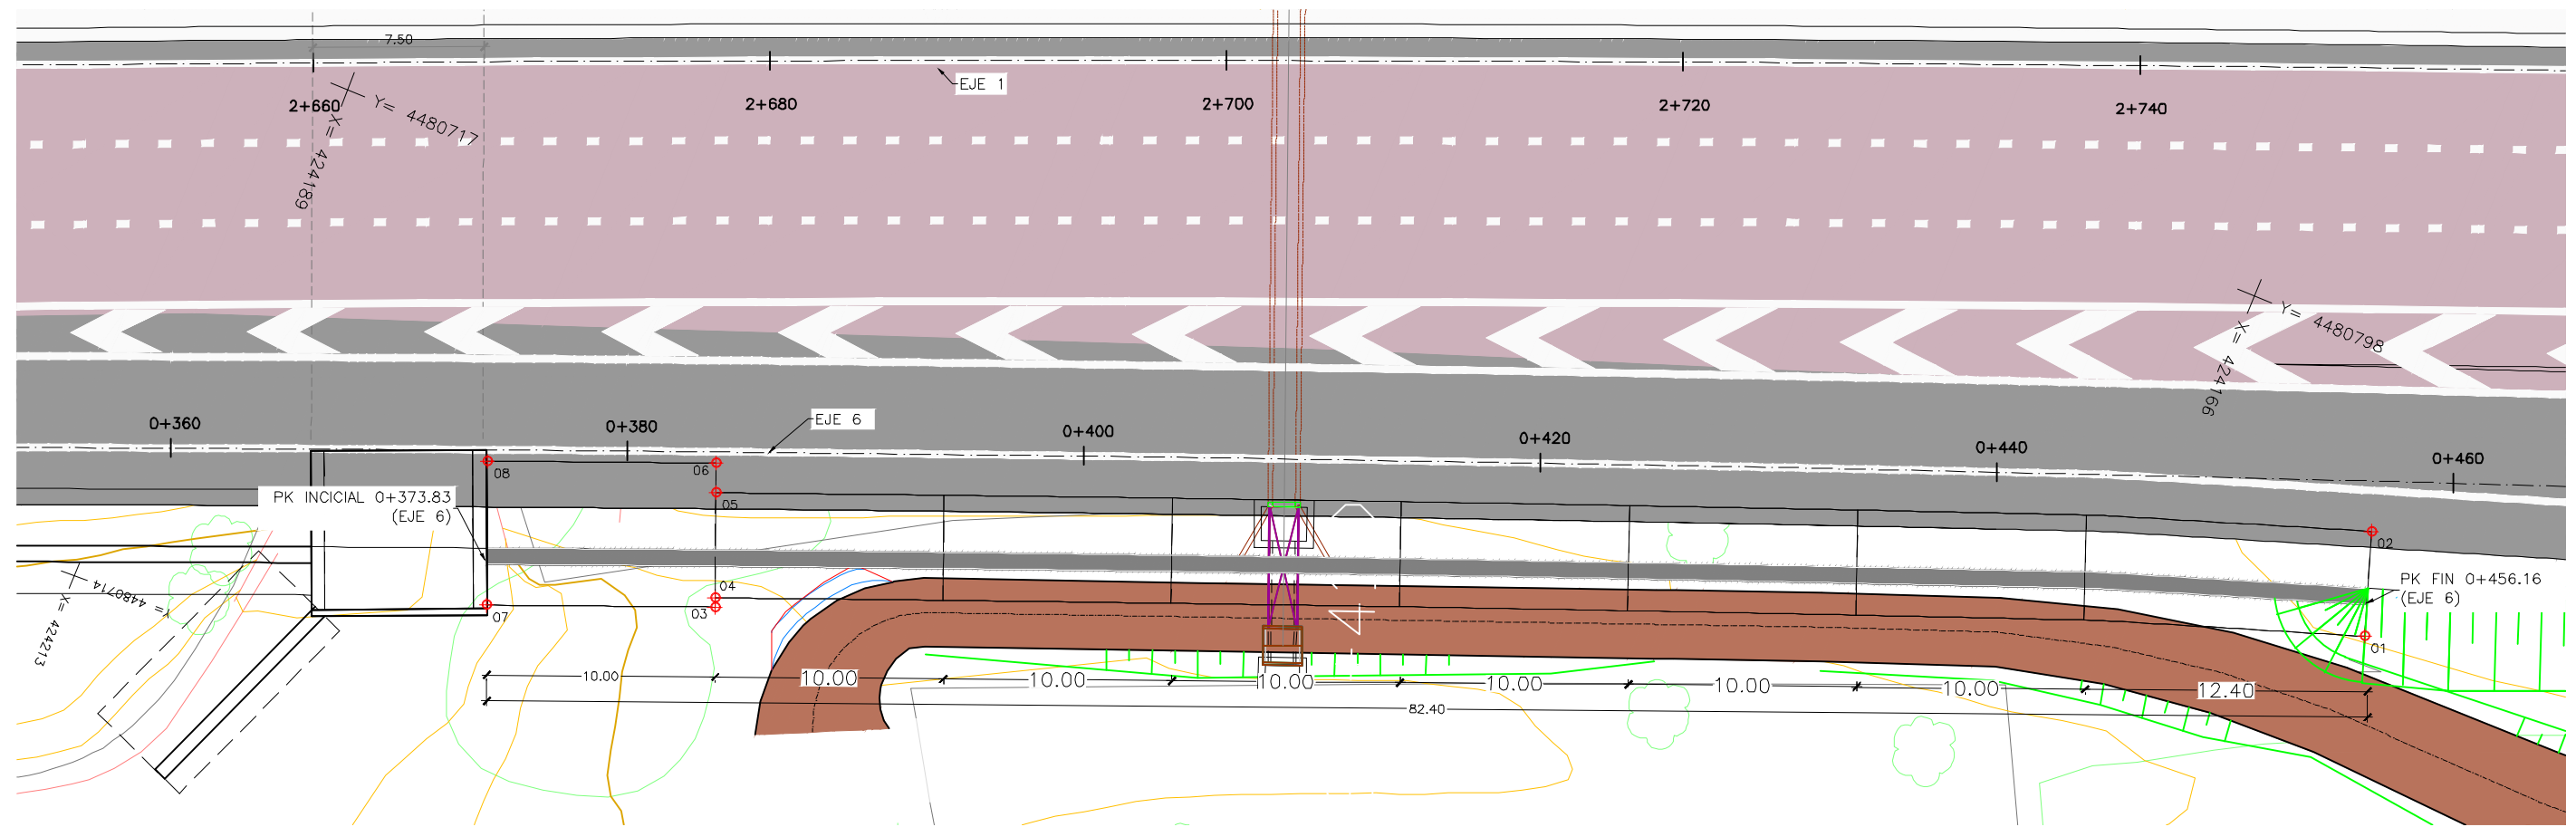 7.50
EJE 1
2+660
2+680
2+700
2+720
2+740
Y= 4480717
X= 424189
Y= 4480798
X= 424166
0+360
0+380
0+400
0+420
0+440
0+460
EJE 6
08
06
05
PK INCICIAL 0+373.83
(EJE 6)
02
04
03
07
PK FIN 0+456.16
(EJE 6)
01
Y= 4480714
X= 424213
10.00
10.00
10.00
10.00
10.00
10.00
10.00
12.40
82.40